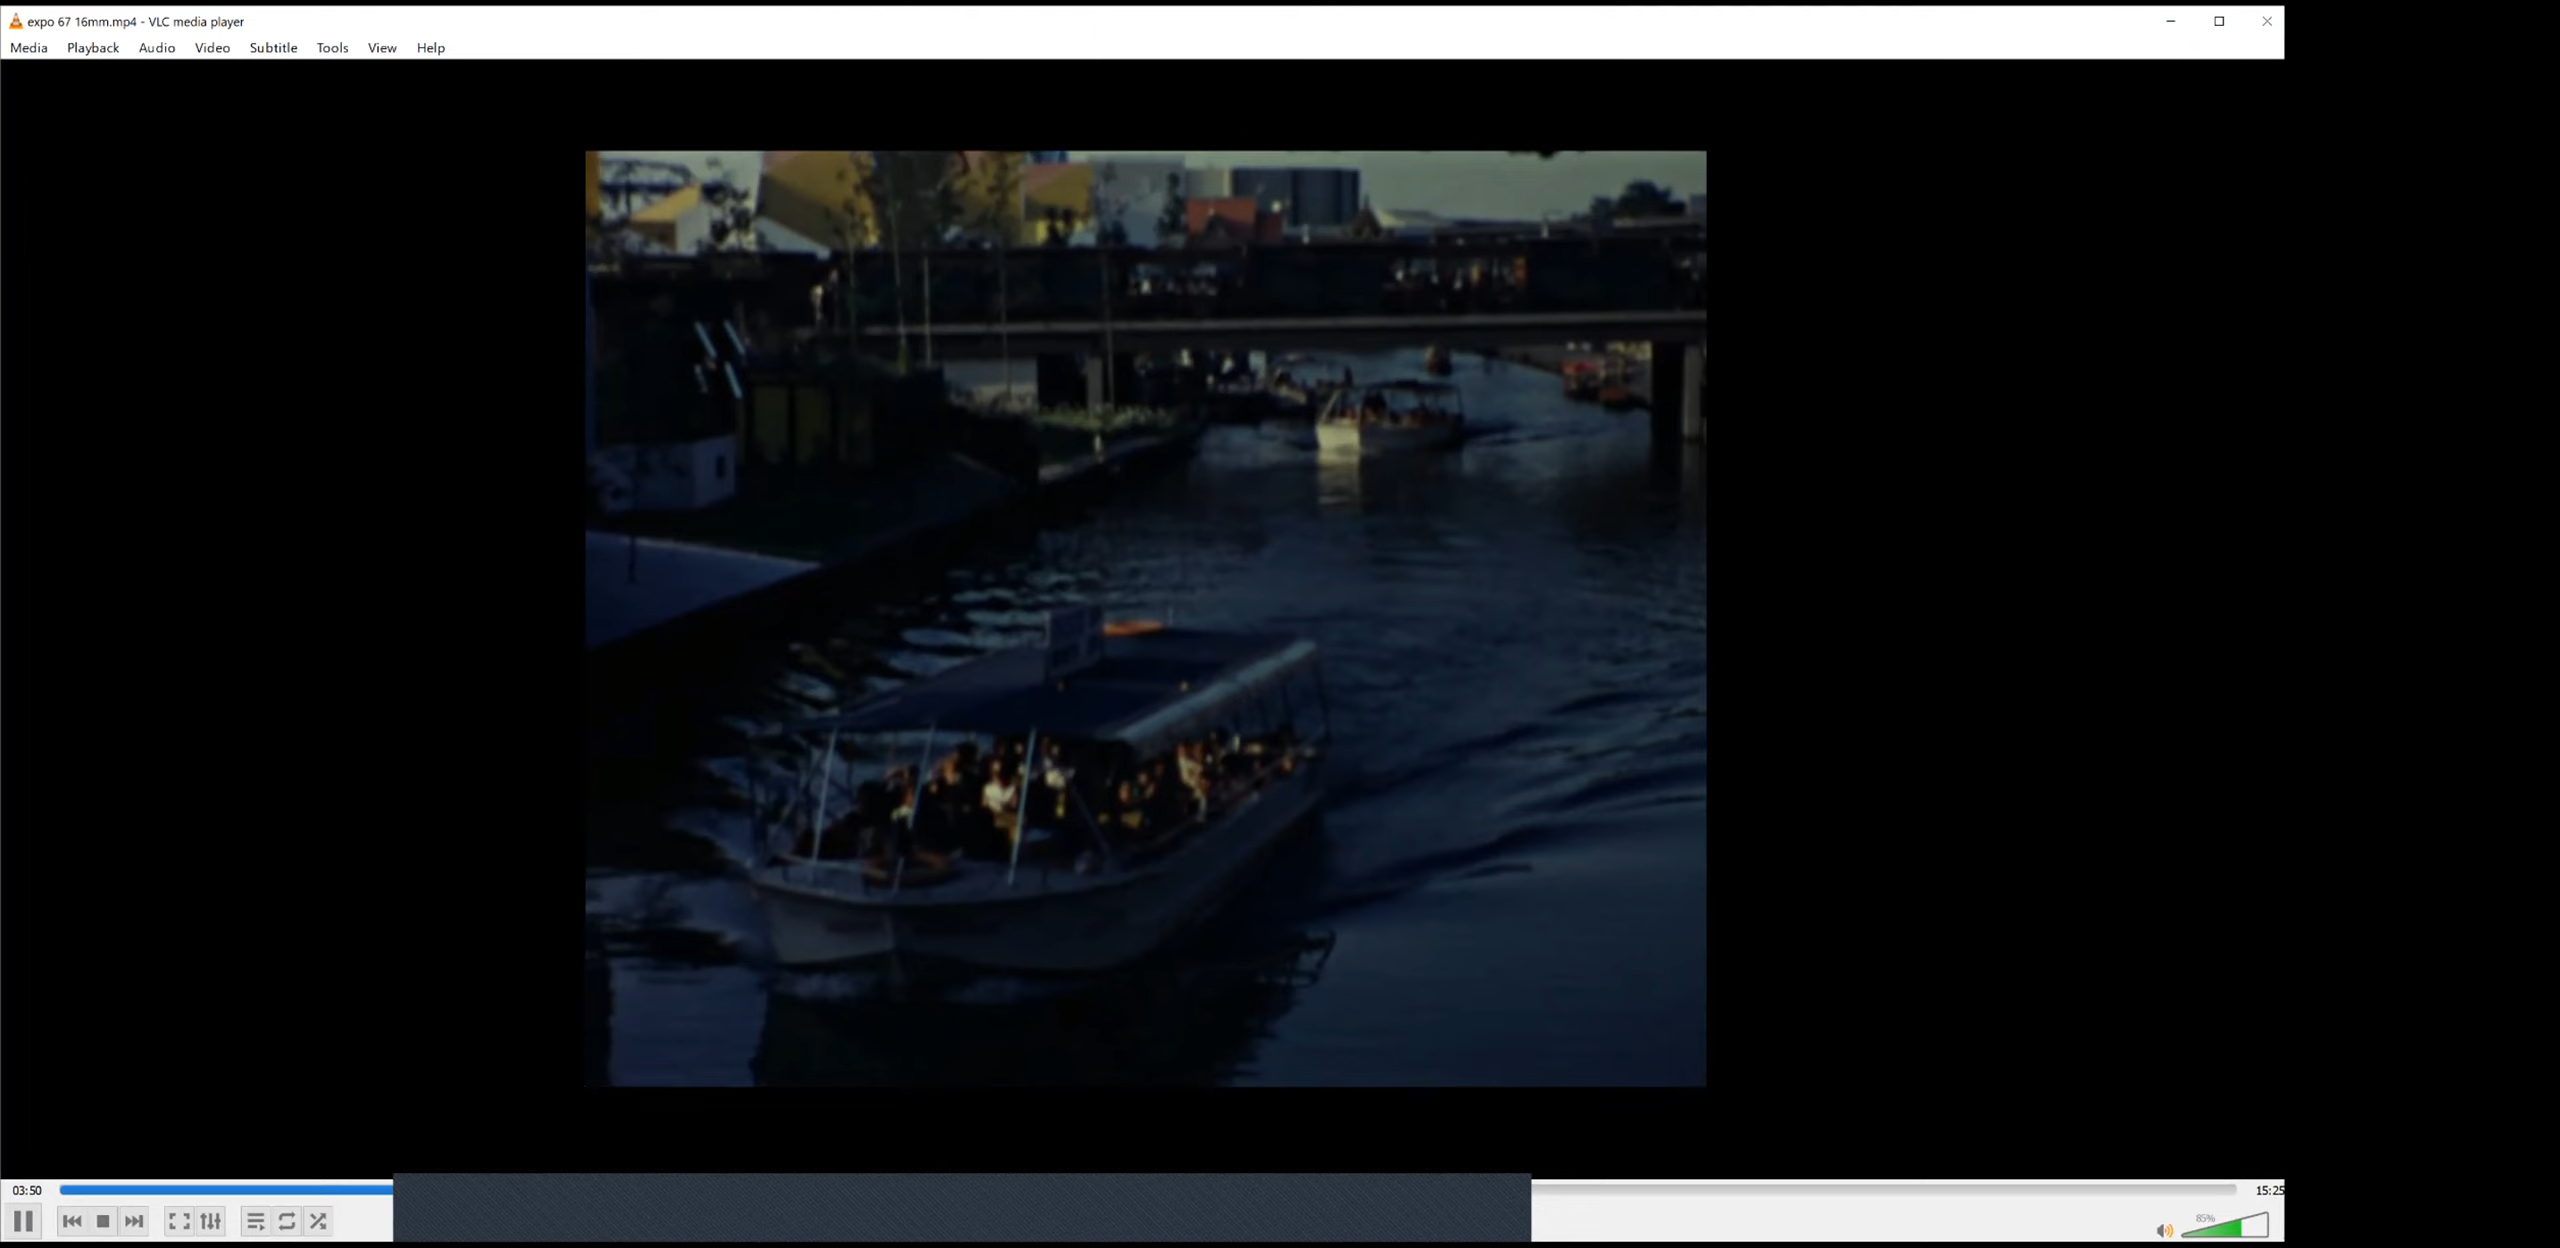 expo 67 16mm.mp4 - VLC media player
Media Playback Audio Video Subtitle Tools View Help
03:50
15:25
85%